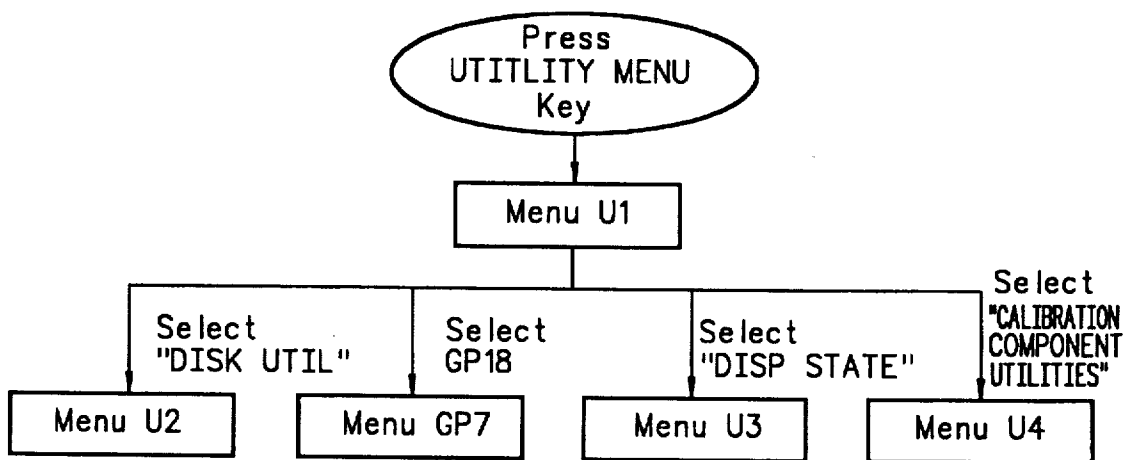 Press
UTITLITY MENU
Key
Menu U1
Select
"DISK UTIL"
Select
GP18
Select
"DISP STATE"
Select
"CALIBRATION
COMPONENT
UTILITIES"
Menu U2
Menu GP7
Menu U3
Menu U4